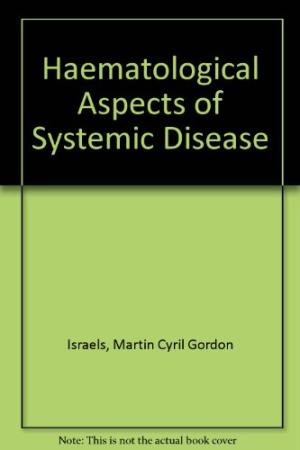 Haematological
Aspects of
Systemic Disease
Israels, Martin Cyril Gordon
Note: This is not the actual book cover